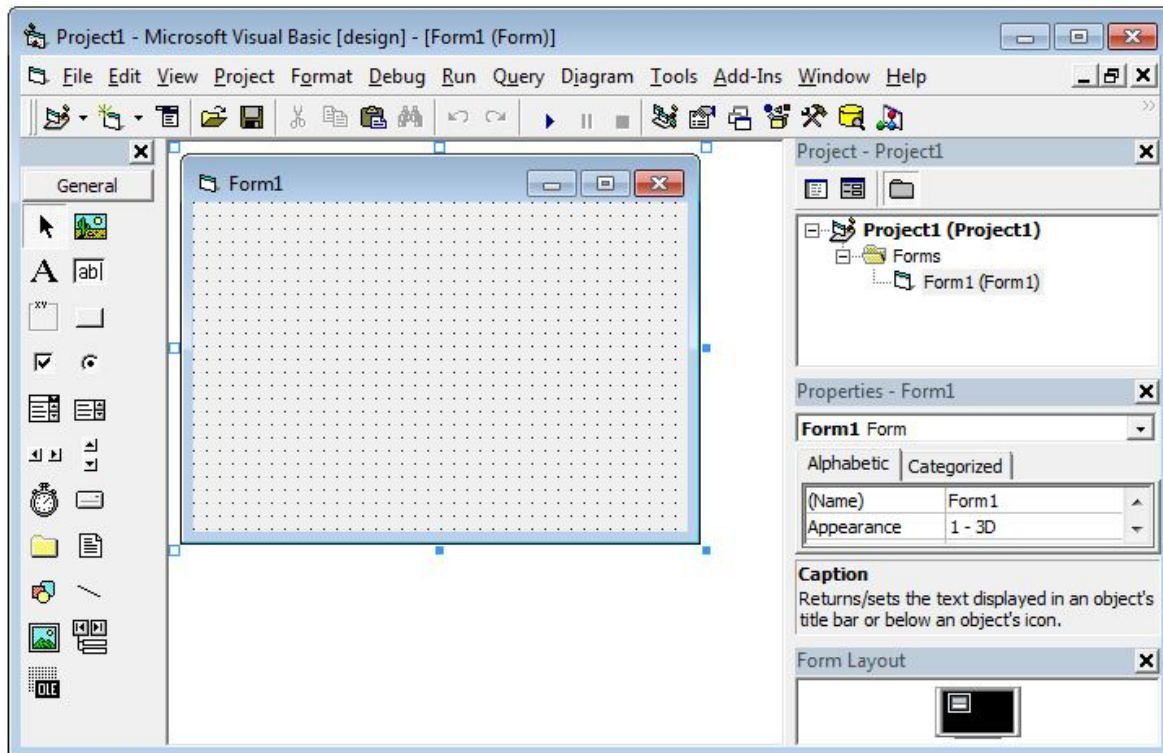 Project1 - Microsoft Visual Basic [design] - [Form1 (Form)]
File Edit View Project Format Debug Run Query Diagram Tools Add-Ins Window Help
General
A
ab
XY
OLE
Form1
Project - Project1
Project1 (Project1)
Forms
Form1 (Form1)
Properties - Form1
Form1 Form
Alphabetic Categorized
(Name) Form1
Appearance 1 - 3D
Caption
Returns/sets the text displayed in an object's
title bar or below an object's icon.
Form Layout